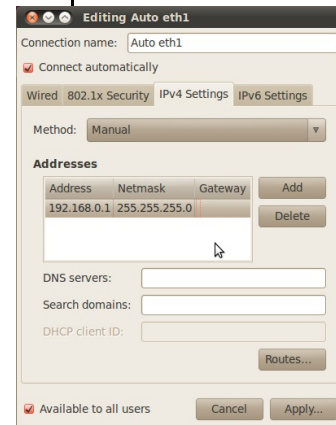 Editing Auto eth1
Connection name: Auto eth1
Connect automatically
Wired 802.1x Security IPv4 Settings IPv6 Settings
Method: Manual
Addresses
Address Netmask Gateway Add
192.168.0.1 255.255.255.0
Delete
DNS servers:
Search domains:
DHCP client ID:
Routes...
Available to all users Cancel Apply...